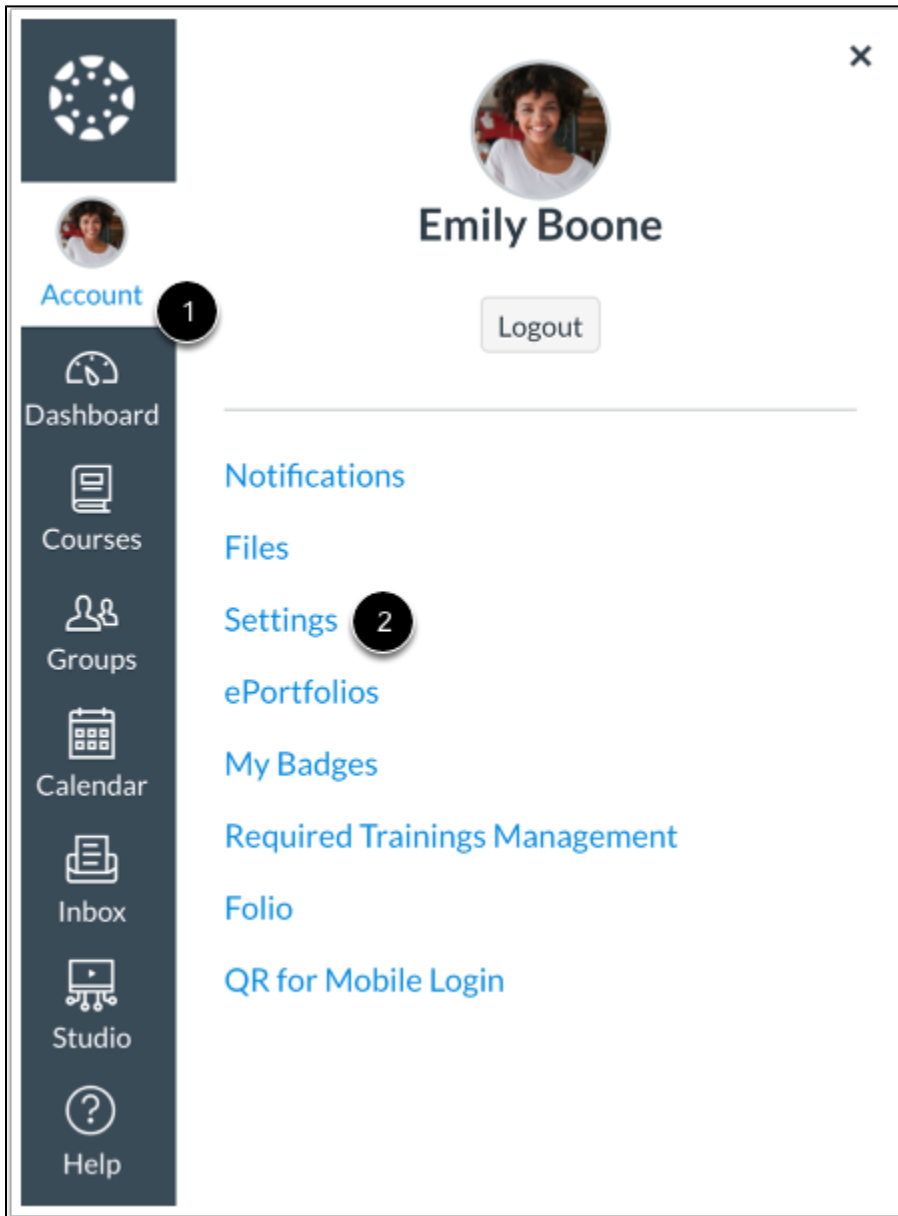 Account
1
Dashboard
Courses
Groups
Calendar
Inbox
Studio
Help
×
Emily Boone
Logout
Notifications
Files
Settings 2
ePortfolios
My Badges
Required Trainings Management
Folio
QR for Mobile Login